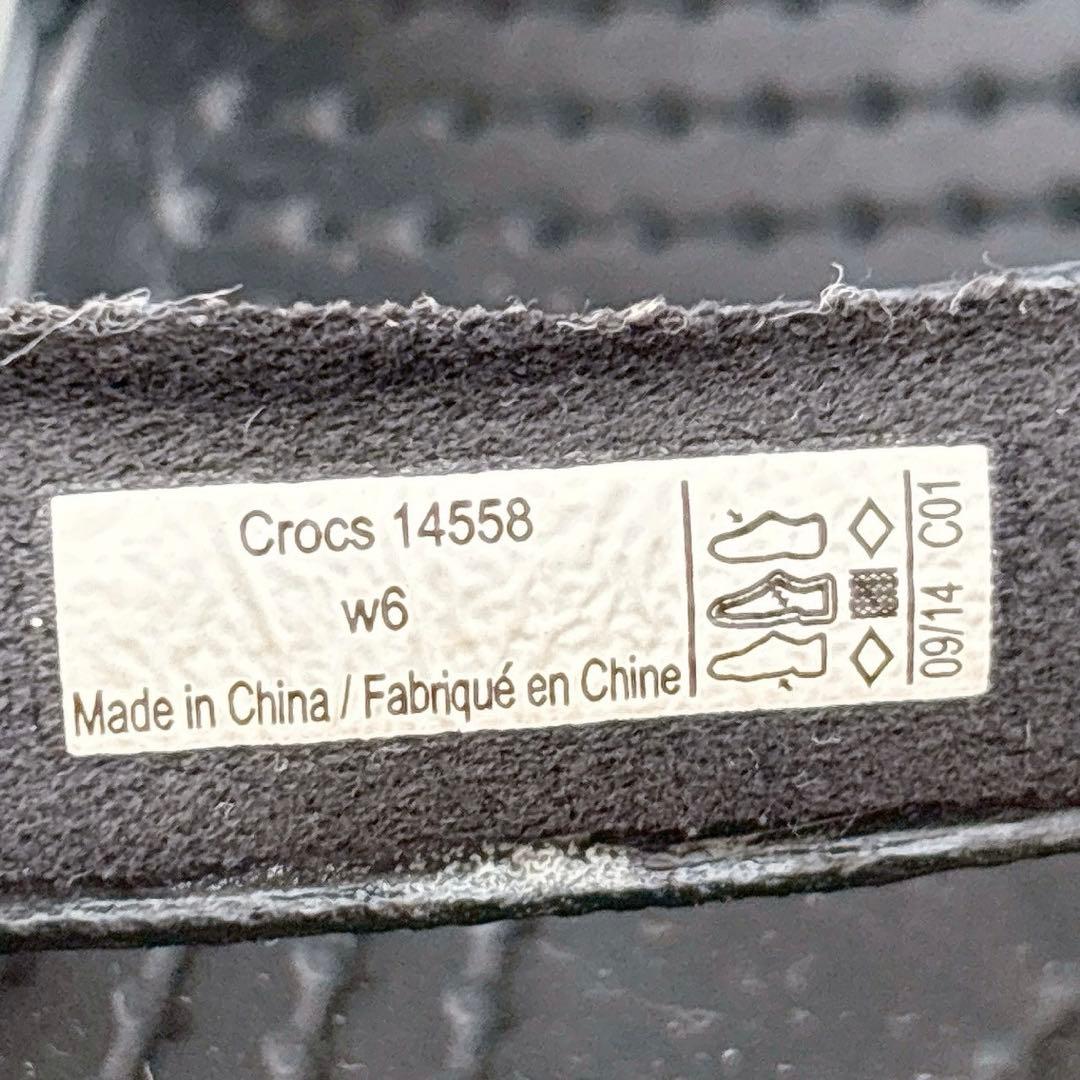 Crocs 14558
w6
Made in China / Fabriqué en Chine
09/14 C01